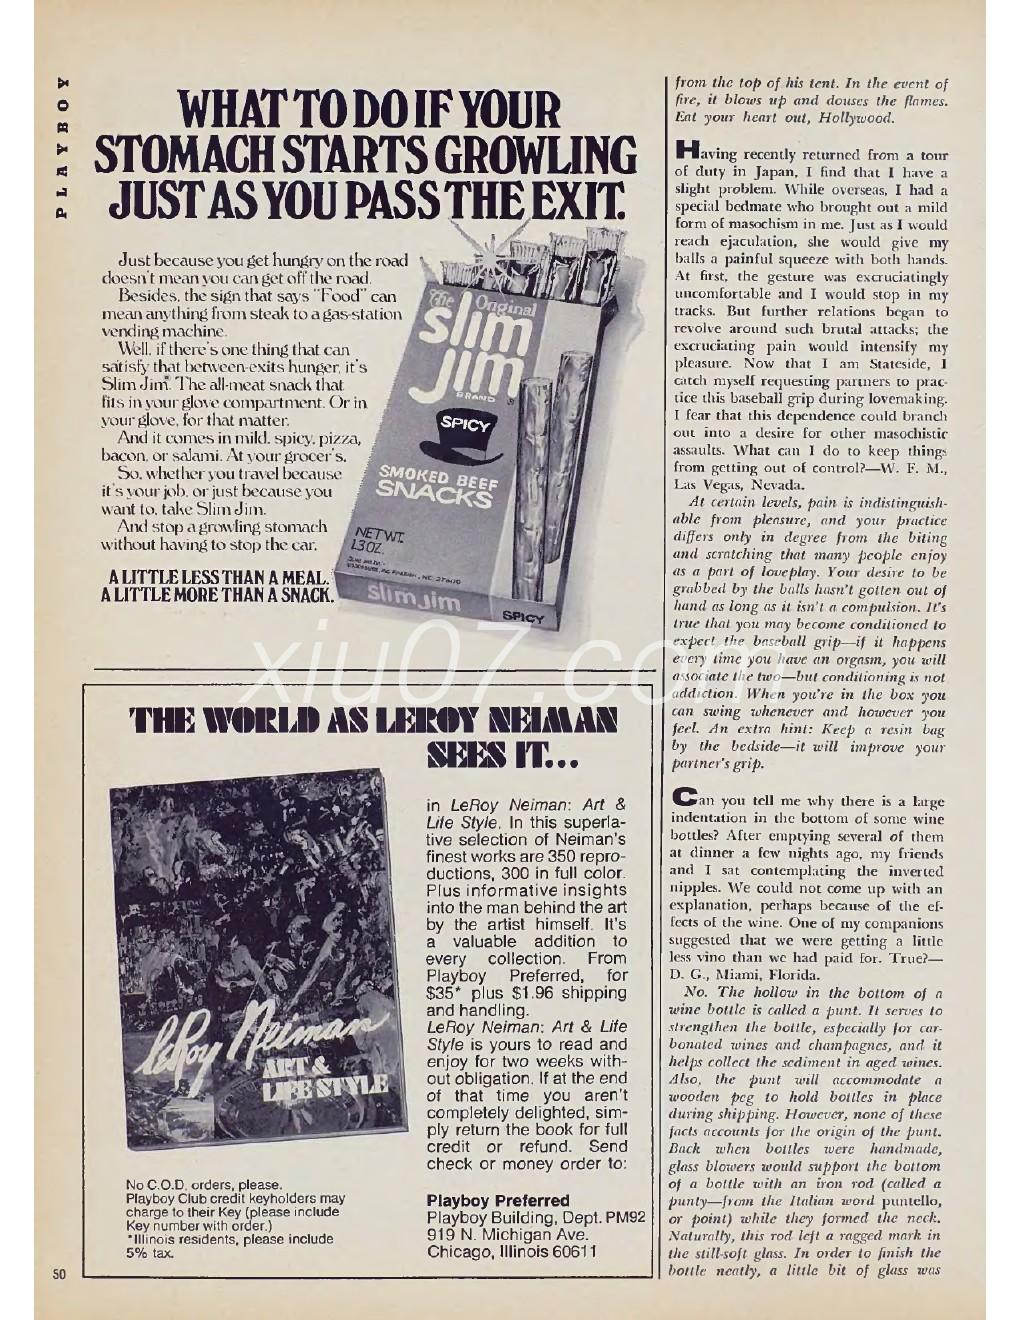 PLAYBOY
WHAT TO DO IF YOUR
STOMACH STARTS GROWLING
JUST AS YOU PASS THE EXIT.
Just because you get hungry on the road
doesn't mean you can get off the road.
Besides, the sign that says "Food" can
mean anything from steak to a gas-station
vending machine.
Well, if there's one thing that can
satisfy that between-exits hunger, it's
Slim Jim®. The all-meat snack that
fits in your glove compartment. Or in
your glove, for that matter.
And it comes in mild, spicy, pizza,
bacon, or salami. At your grocer's.
So, whether you travel because
it's your job, or just because you
want to, take Slim Jim.
And stop a growling stomach
without having to stop the car.
A LITTLE LESS THAN A MEAL.
A LITTLE MORE THAN A SNACK.
The Original
slim
jim
BRAND ®
SPICY
SMOKED BEEF
SNACKS
NET WT.
1.3 OZ.
slim jim
SPICY
THE WORLD AS LEROY NEIMAN
SEES IT...
LeRoy Neiman
ART &
LIFE STYLE
in LeRoy Neiman: Art &
Life Style. In this superla-
tive selection of Neiman's
finest works are 350 repro-
ductions, 300 in full color.
Plus informative insights
into the man behind the art
by the artist himself. It's
a valuable addition to
every collection. From
Playboy Preferred, for
$35* plus $1.96 shipping
and handling.
LeRoy Neiman: Art & Life
Style is yours to read and
enjoy for two weeks with-
out obligation. If at the end
of that time you aren't
completely delighted, sim-
ply return the book for full
credit or refund. Send
check or money order to:
Playboy Preferred
Playboy Building, Dept. PM92
919 N. Michigan Ave.
Chicago, Illinois 60611
No C.O.D. orders, please.
Playboy Club credit keyholders may
charge to their Key (please include
Key number with order.)
*Illinois residents, please include
5% tax.
50
from the top of his tent. In the event of
fire, it blows up and douses the flames.
Eat your heart out, Hollywood.
Having recently returned from a tour
of duty in Japan, I find that I have a
slight problem. While overseas, I had a
special bedmate who brought out a mild
form of masochism in me. Just as I would
reach ejaculation, she would give my
balls a painful squeeze with both hands.
At first, the gesture was excruciatingly
uncomfortable and I would stop in my
tracks. But further relations began to
revolve around such brutal attacks; the
excruciating pain would intensify my
pleasure. Now that I am Stateside, I
catch myself requesting partners to prac-
tice this baseball grip during lovemaking.
I fear that this dependence could branch
out into a desire for other masochistic
assaults. What can I do to keep things
from getting out of control?—W. F. M.,
Las Vegas, Nevada.
At certain levels, pain is indistinguish-
able from pleasure, and your practice
differs only in degree from the biting
and scratching that many people enjoy
as a part of loveplay. Your desire to be
grabbed by the balls hasn't gotten out of
hand as long as it isn't a compulsion. It's
true that you may become conditioned to
expect the baseball grip—if it happens
every time you have an orgasm, you will
associate the two—but conditioning is not
addiction. When you're in the box you
can swing whenever and however you
feel. An extra hint: Keep a resin bag
by the bedside—it will improve your
partner's grip.
Can you tell me why there is a large
indentation in the bottom of some wine
bottles? After emptying several of them
at dinner a few nights ago, my friends
and I sat contemplating the inverted
nipples. We could not come up with an
explanation, perhaps because of the ef-
fects of the wine. One of my companions
suggested that we were getting a little
less vino than we had paid for. True?—
D. G., Miami, Florida.
No. The hollow in the bottom of a
wine bottle is called a punt. It serves to
strengthen the bottle, especially for car-
bonated wines and champagnes, and it
helps collect the sediment in aged wines.
Also, the punt will accommodate a
wooden peg to hold bottles in place
during shipping. However, none of these
facts accounts for the origin of the punt.
Back when bottles were handmade,
glass blowers would support the bottom
of a bottle with an iron rod (called a
punty—from the Italian word puntello,
or point) while they formed the neck.
Naturally, this rod left a ragged mark in
the still-soft glass. In order to finish the
bottle neatly, a little bit of glass was
xiu07.com